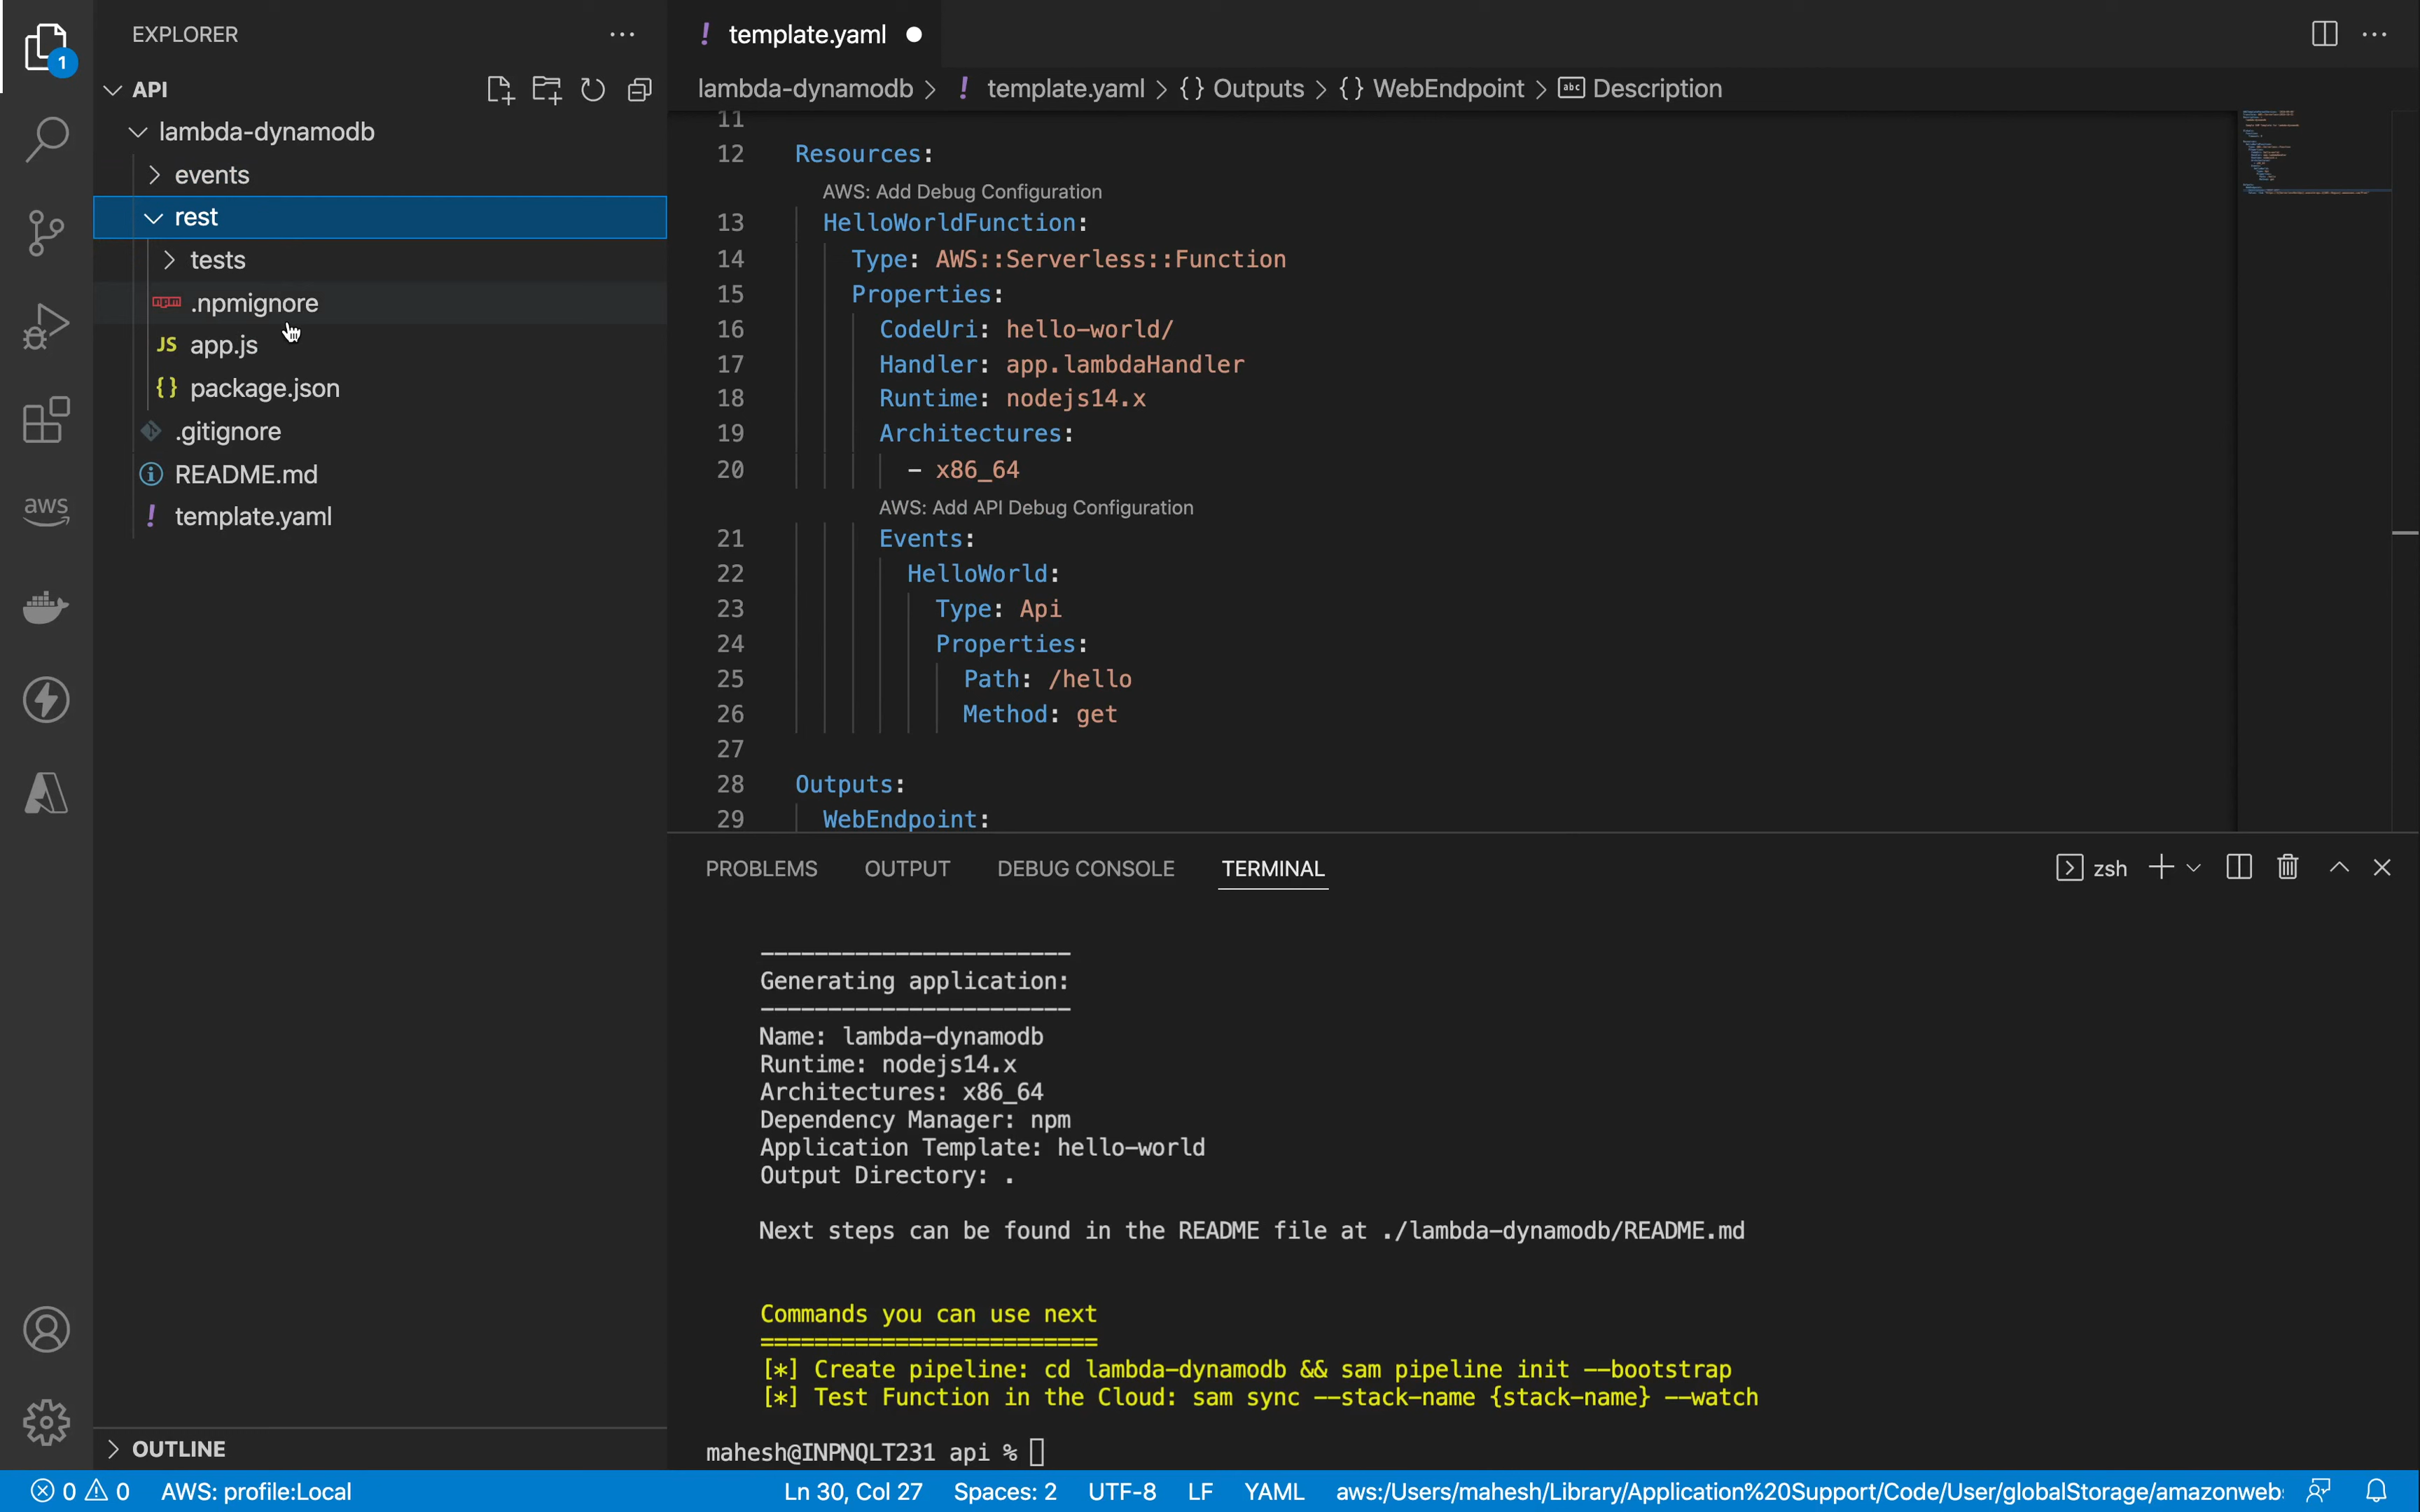 EXPLORER
1
API
lambda-dynamodb
events
rest
tests
.npmignore
JS app.js
{} package.json
.gitignore
README.md
! template.yaml
aws
OUTLINE
! template.yaml
lambda-dynamodb > ! template.yaml > {} Outputs > {} WebEndpoint > abc Description
11
12 Resources:
AWS: Add Debug Configuration
13 HelloWorldFunction:
14 Type: AWS::Serverless::Function
15 Properties:
16 CodeUri: hello-world/
17 Handler: app.lambdaHandler
18 Runtime: nodejs14.x
19 Architectures:
20 - x86_64
AWS: Add API Debug Configuration
21 Events:
22 HelloWorld:
23 Type: Api
24 Properties:
25 Path: /hello
26 Method: get
27
28 Outputs:
29 WebEndpoint:
PROBLEMS OUTPUT DEBUG CONSOLE TERMINAL
zsh
-----------------------
Generating application:
-----------------------
Name: lambda-dynamodb
Runtime: nodejs14.x
Architectures: x86_64
Dependency Manager: npm
Application Template: hello-world
Output Directory: .
Next steps can be found in the README file at ./lambda-dynamodb/README.md
Commands you can use next
=========================
[*] Create pipeline: cd lambda-dynamodb && sam pipeline init --bootstrap
[*] Test Function in the Cloud: sam sync --stack-name {stack-name} --watch
mahesh@INPNQLT231 api %
0 0 AWS: profile:Local Ln 30, Col 27 Spaces: 2 UTF-8 LF YAML aws:/Users/mahesh/Library/Application%20Support/Code/User/globalStorage/amazonweb